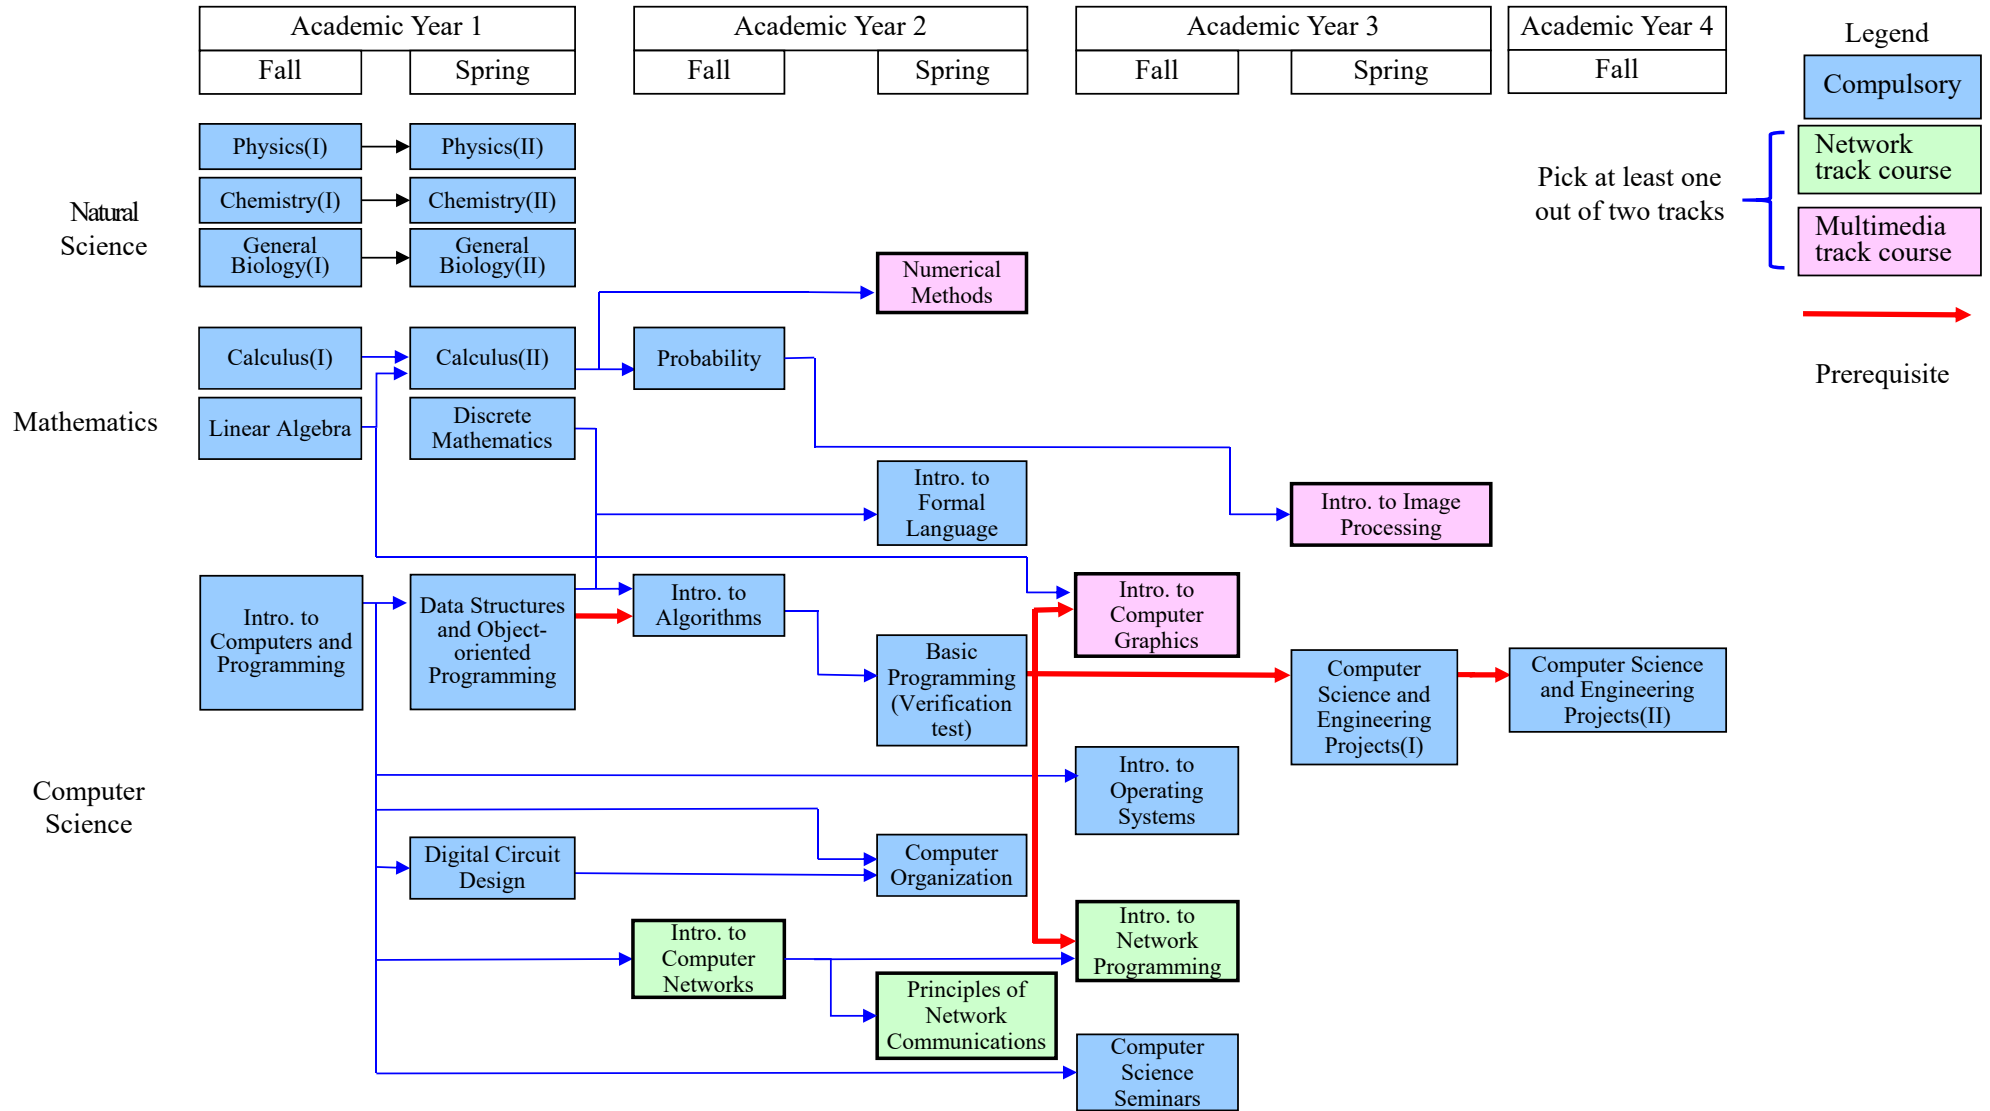 Academic Year 1
Academic Year 2
Academic Year 3
Academic Year 4
Fall
Spring
Fall
Spring
Fall
Spring
Fall
Legend
Compulsory
Network
track course
Multimedia
track course
Pick at least one
out of two tracks
Prerequisite
Natural
Science
Physics(I)
Physics(II)
Chemistry(I)
Chemistry(II)
General
Biology(I)
General
Biology(II)
Numerical
Methods
Mathematics
Calculus(I)
Calculus(II)
Probability
Linear Algebra
Discrete
Mathematics
Intro. to
Formal
Language
Intro. to Image
Processing
Computer
Science
Intro. to
Computers and
Programming
Data Structures
and Object-
oriented
Programming
Intro. to
Algorithms
Basic
Programming
(Verification
test)
Intro. to
Computer
Graphics
Computer
Science and
Engineering
Projects(I)
Computer Science
and Engineering
Projects(II)
Intro. to
Operating
Systems
Digital Circuit
Design
Computer
Organization
Intro. to
Computer
Networks
Principles of
Network
Communications
Intro. to
Network
Programming
Computer
Science
Seminars